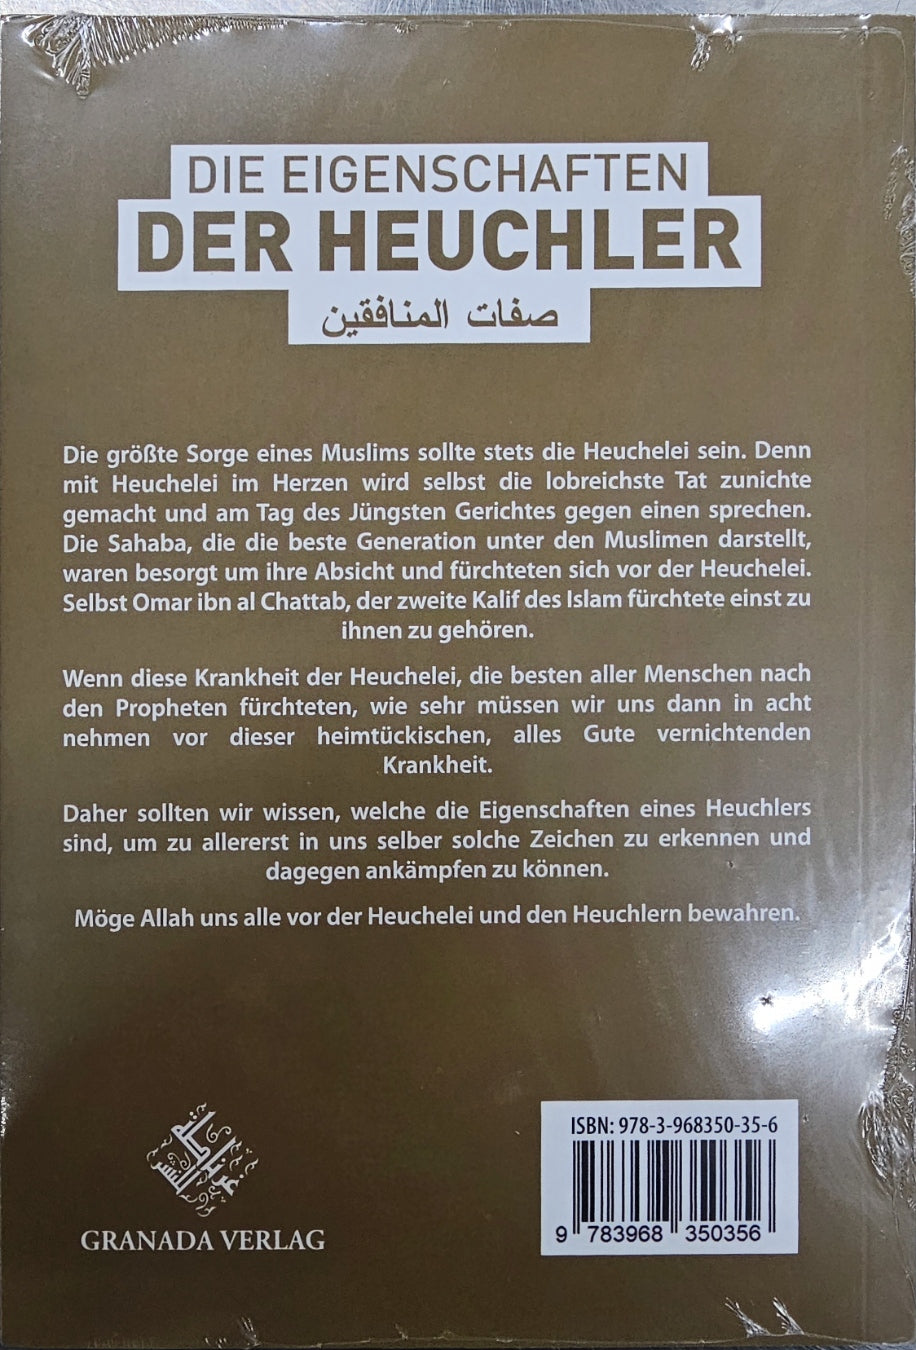 DIE EIGENSCHAFTEN
DER HEUCHLER
صفات المنافقين
Die größte Sorge eines Muslims sollte stets die Heuchelei sein. Denn
mit Heuchelei im Herzen wird selbst die lobreichste Tat zunichte
gemacht und am Tag des Jüngsten Gerichtes gegen einen sprechen.
Die Sahaba, die die beste Generation unter den Muslimen darstellt,
waren besorgt um ihre Absicht und fürchteten sich vor der Heuchelei.
Selbst Omar ibn al Chattab, der zweite Kalif des Islam fürchtete einst zu
ihnen zu gehören.
Wenn diese Krankheit der Heuchelei, die besten aller Menschen nach
den Propheten fürchteten, wie sehr müssen wir uns dann in acht
nehmen vor dieser heimtückischen, alles Gute vernichtenden
Krankheit.
Daher sollten wir wissen, welche die Eigenschaften eines Heuchlers
sind, um zu allererst in uns selber solche Zeichen zu erkennen und
dagegen ankämpfen zu können.
Möge Allah uns alle vor der Heuchelei und den Heuchlern bewahren.
GRANADA VERLAG
ISBN: 978-3-968350-35-6
9 783968 350356